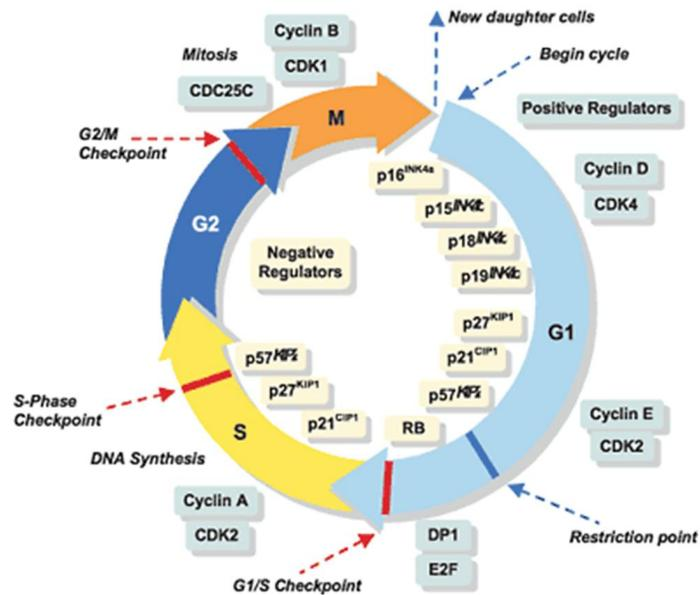 New daughter cells
Cyclin B
CDK1
Mitosis
CDC25C
Begin cycle
Positive Regulators
M
G2/M
Checkpoint
Cyclin D
CDK4
p16INK4a
p15INK4b
p18INK4c
p19INK4d
G2
Negative
Regulators
p27KIP1
p21CIP1
p57KIP2
G1
p57KIP2
p27KIP1
p21CIP1
RB
S-Phase
Checkpoint
S
DNA Synthesis
Cyclin E
CDK2
Cyclin A
CDK2
DP1
E2F
Restriction point
G1/S Checkpoint